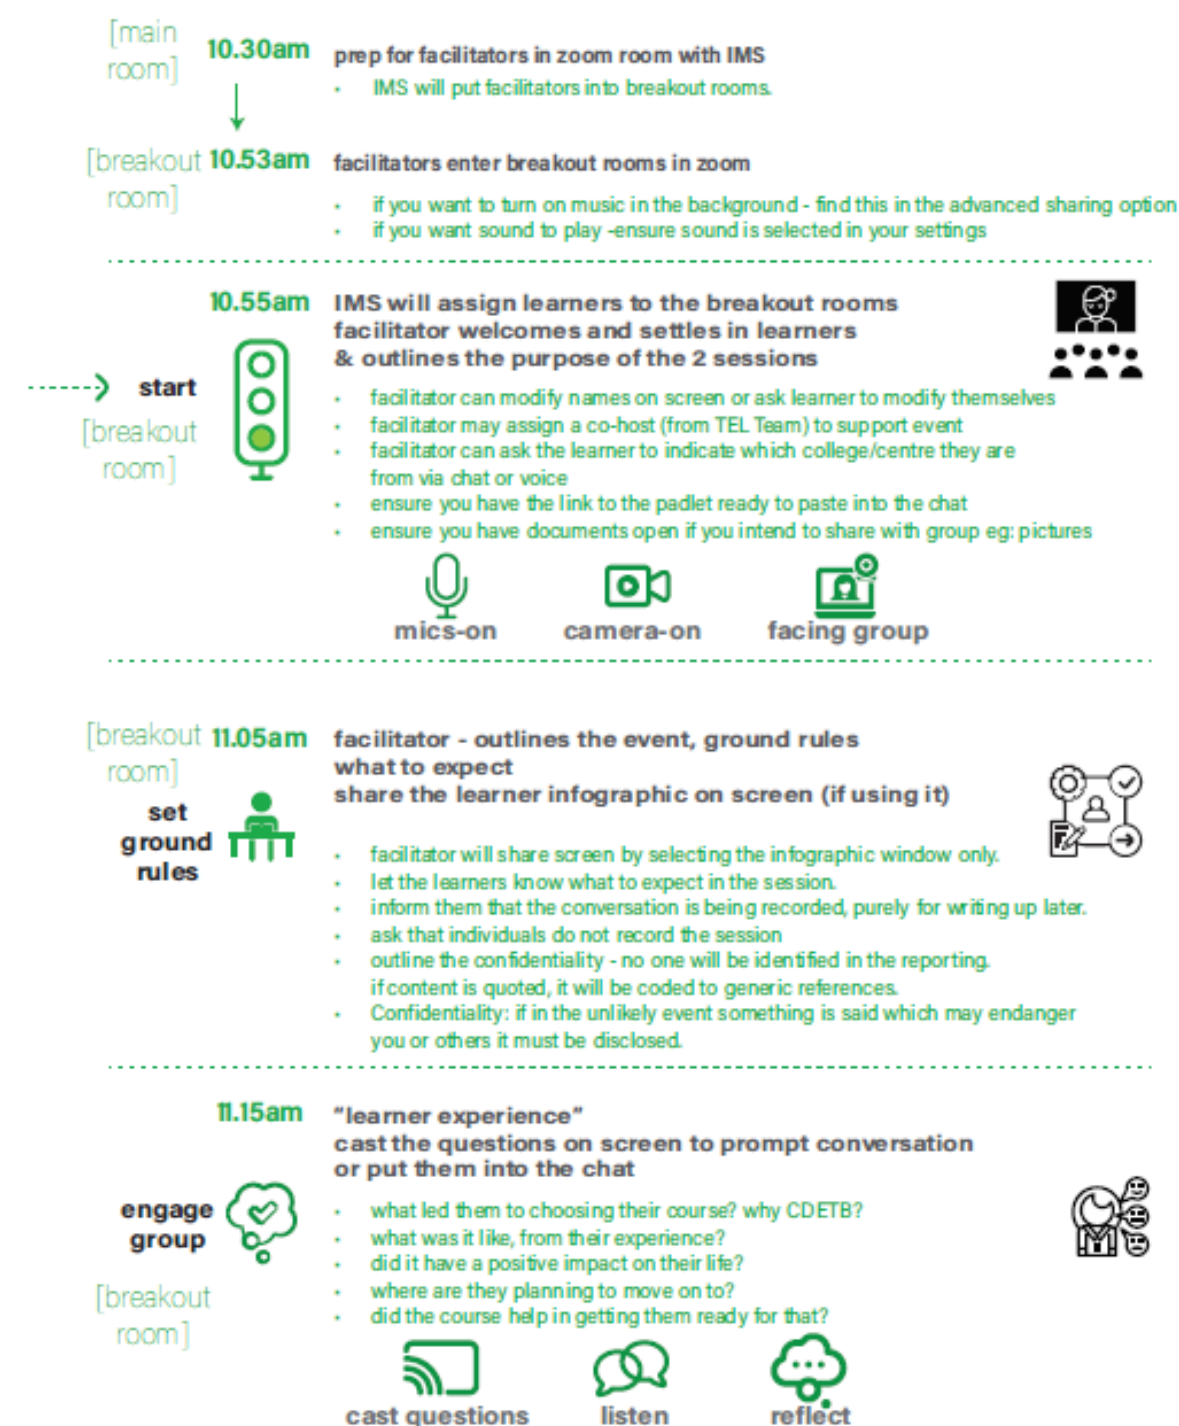 [main room]
10.30am
prep for facilitators in zoom room with IMS
• IMS will put facilitators into breakout rooms.
[breakout room]
10.53am
facilitators enter breakout rooms in zoom
• if you want to turn on music in the background - find this in the advanced sharing option
• if you want sound to play -ensure sound is selected in your settings
10.55am
IMS will assign learners to the breakout rooms
facilitator welcomes and settles in learners
& outlines the purpose of the 2 sessions
start
[breakout room]
• facilitator can modify names on screen or ask learner to modify themselves
• facilitator may assign a co-host (from TEL Team) to support event
• facilitator can ask the learner to indicate which college/centre they are
from via chat or voice
• ensure you have the link to the padlet ready to paste into the chat
• ensure you have documents open if you intend to share with group eg: pictures
mics-on
camera-on
facing group
[breakout room]
11.05am
facilitator - outlines the event, ground rules
what to expect
share the learner infographic on screen (if using it)
set
ground
rules
• facilitator will share screen by selecting the infographic window only.
• let the learners know what to expect in the session.
• inform them that the conversation is being recorded, purely for writing up later.
• ask that individuals do not record the session
• outline the confidentiality - no one will be identified in the reporting.
if content is quoted, it will be coded to generic references.
• Confidentiality: if in the unlikely event something is said which may endanger
you or others it must be disclosed.
11.15am
"learner experience"
cast the questions on screen to prompt conversation
or put them into the chat
engage
group
[breakout room]
• what led them to choosing their course? why CDETB?
• what was it like, from their experience?
• did it have a positive impact on their life?
• where are they planning to move on to?
• did the course help in getting them ready for that?
cast questions
listen
reflect